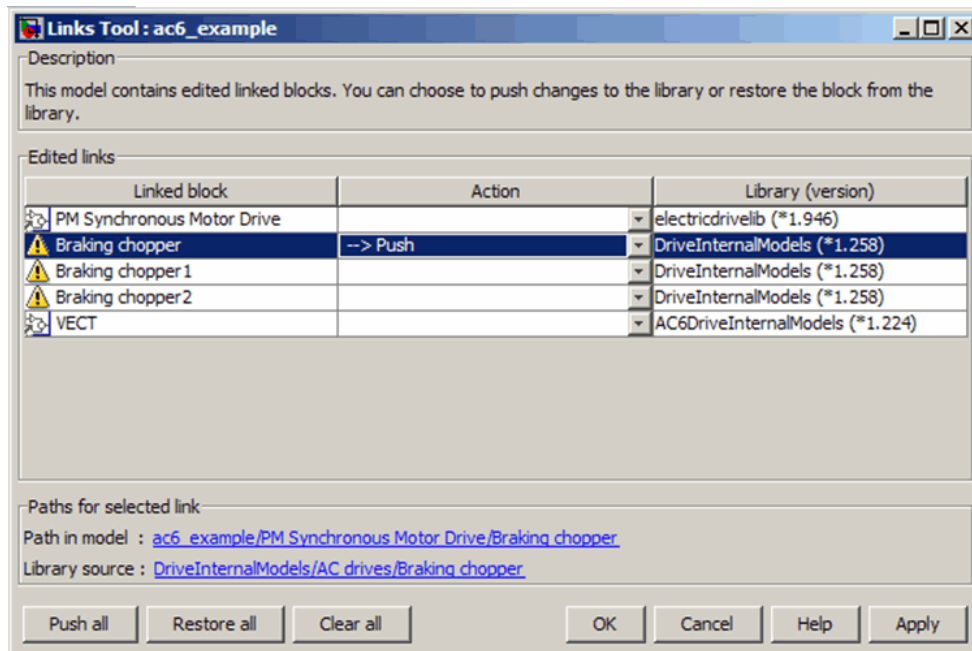 Links Tool : ac6_example
Description
This model contains edited linked blocks. You can choose to push changes to the library or restore the block from the
library.
Edited links
Linked block Action Library (version)
PM Synchronous Motor Drive electricdrivelib (*1.946)
Braking chopper --> Push DriveInternalModels (*1.258)
Braking chopper1 DriveInternalModels (*1.258)
Braking chopper2 DriveInternalModels (*1.258)
VECT AC6DriveInternalModels (*1.224)
Paths for selected link
Path in model : ac6_example/PM Synchronous Motor Drive/Braking chopper
Library source : DriveInternalModels/AC drives/Braking chopper
Push all Restore all Clear all OK Cancel Help Apply